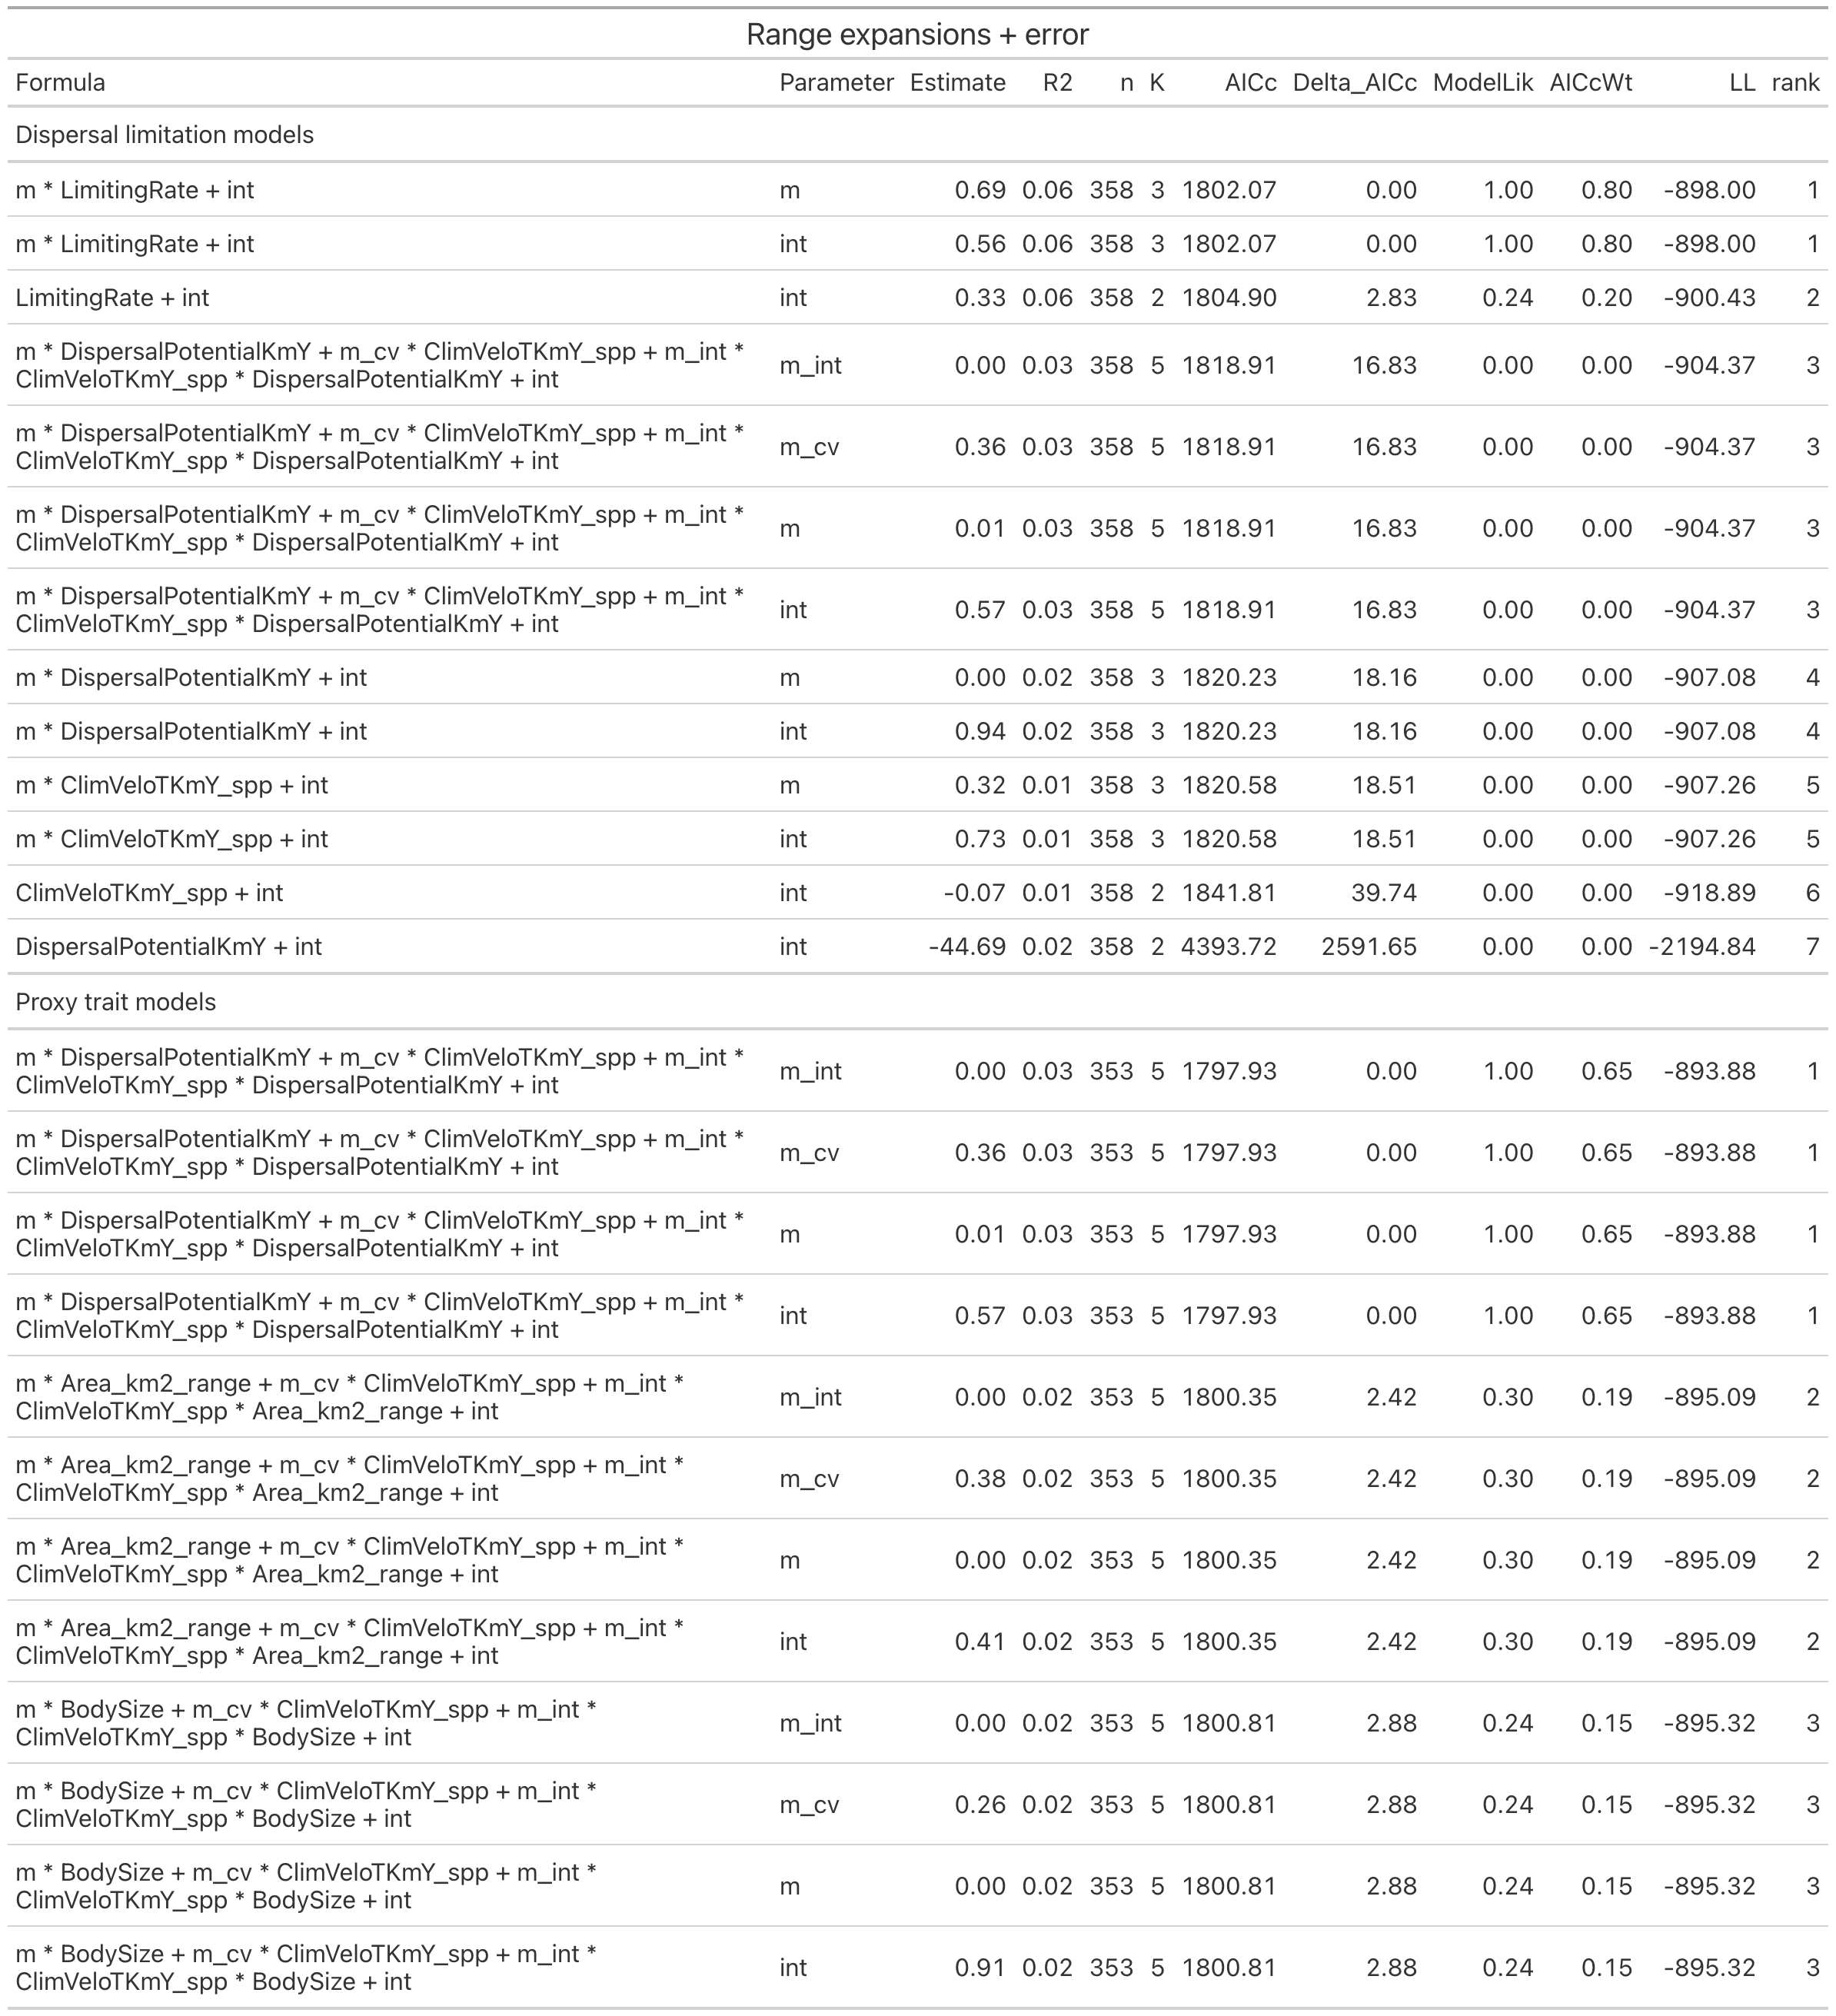 Range expansions + error
Formula Parameter Estimate R2 n K AICc Delta_AICc ModelLik AICcWt LL rank
Dispersal limitation models
m * LimitingRate + int m 0.69 0.06 358 3 1802.07 0.00 1.00 0.80 -898.00 1
m * LimitingRate + int int 0.56 0.06 358 3 1802.07 0.00 1.00 0.80 -898.00 1
LimitingRate + int int 0.33 0.06 358 2 1804.90 2.83 0.24 0.20 -900.43 2
m * DispersalPotentialKmY + m_cv * ClimVeloTKmY_spp + m_int *
ClimVeloTKmY_spp * DispersalPotentialKmY + int m_int 0.00 0.03 358 5 1818.91 16.83 0.00 0.00 -904.37 3
m * DispersalPotentialKmY + m_cv * ClimVeloTKmY_spp + m_int *
ClimVeloTKmY_spp * DispersalPotentialKmY + int m_cv 0.36 0.03 358 5 1818.91 16.83 0.00 0.00 -904.37 3
m * DispersalPotentialKmY + m_cv * ClimVeloTKmY_spp + m_int *
ClimVeloTKmY_spp * DispersalPotentialKmY + int m 0.01 0.03 358 5 1818.91 16.83 0.00 0.00 -904.37 3
m * DispersalPotentialKmY + m_cv * ClimVeloTKmY_spp + m_int *
ClimVeloTKmY_spp * DispersalPotentialKmY + int int 0.57 0.03 358 5 1818.91 16.83 0.00 0.00 -904.37 3
m * DispersalPotentialKmY + int m 0.00 0.02 358 3 1820.23 18.16 0.00 0.00 -907.08 4
m * DispersalPotentialKmY + int int 0.94 0.02 358 3 1820.23 18.16 0.00 0.00 -907.08 4
m * ClimVeloTKmY_spp + int m 0.32 0.01 358 3 1820.58 18.51 0.00 0.00 -907.26 5
m * ClimVeloTKmY_spp + int int 0.73 0.01 358 3 1820.58 18.51 0.00 0.00 -907.26 5
ClimVeloTKmY_spp + int int -0.07 0.01 358 2 1841.81 39.74 0.00 0.00 -918.89 6
DispersalPotentialKmY + int int -44.69 0.02 358 2 4393.72 2591.65 0.00 0.00 -2194.84 7
Proxy trait models
m * DispersalPotentialKmY + m_cv * ClimVeloTKmY_spp + m_int *
ClimVeloTKmY_spp * DispersalPotentialKmY + int m_int 0.00 0.03 353 5 1797.93 0.00 1.00 0.65 -893.88 1
m * DispersalPotentialKmY + m_cv * ClimVeloTKmY_spp + m_int *
ClimVeloTKmY_spp * DispersalPotentialKmY + int m_cv 0.36 0.03 353 5 1797.93 0.00 1.00 0.65 -893.88 1
m * DispersalPotentialKmY + m_cv * ClimVeloTKmY_spp + m_int *
ClimVeloTKmY_spp * DispersalPotentialKmY + int m 0.01 0.03 353 5 1797.93 0.00 1.00 0.65 -893.88 1
m * DispersalPotentialKmY + m_cv * ClimVeloTKmY_spp + m_int *
ClimVeloTKmY_spp * DispersalPotentialKmY + int int 0.57 0.03 353 5 1797.93 0.00 1.00 0.65 -893.88 1
m * Area_km2_range + m_cv * ClimVeloTKmY_spp + m_int *
ClimVeloTKmY_spp * Area_km2_range + int m_int 0.00 0.02 353 5 1800.35 2.42 0.30 0.19 -895.09 2
m * Area_km2_range + m_cv * ClimVeloTKmY_spp + m_int *
ClimVeloTKmY_spp * Area_km2_range + int m_cv 0.38 0.02 353 5 1800.35 2.42 0.30 0.19 -895.09 2
m * Area_km2_range + m_cv * ClimVeloTKmY_spp + m_int *
ClimVeloTKmY_spp * Area_km2_range + int m 0.00 0.02 353 5 1800.35 2.42 0.30 0.19 -895.09 2
m * Area_km2_range + m_cv * ClimVeloTKmY_spp + m_int *
ClimVeloTKmY_spp * Area_km2_range + int int 0.41 0.02 353 5 1800.35 2.42 0.30 0.19 -895.09 2
m * BodySize + m_cv * ClimVeloTKmY_spp + m_int *
ClimVeloTKmY_spp * BodySize + int m_int 0.00 0.02 353 5 1800.81 2.88 0.24 0.15 -895.32 3
m * BodySize + m_cv * ClimVeloTKmY_spp + m_int *
ClimVeloTKmY_spp * BodySize + int m_cv 0.26 0.02 353 5 1800.81 2.88 0.24 0.15 -895.32 3
m * BodySize + m_cv * ClimVeloTKmY_spp + m_int *
ClimVeloTKmY_spp * BodySize + int m 0.00 0.02 353 5 1800.81 2.88 0.24 0.15 -895.32 3
m * BodySize + m_cv * ClimVeloTKmY_spp + m_int *
ClimVeloTKmY_spp * BodySize + int int 0.91 0.02 353 5 1800.81 2.88 0.24 0.15 -895.32 3